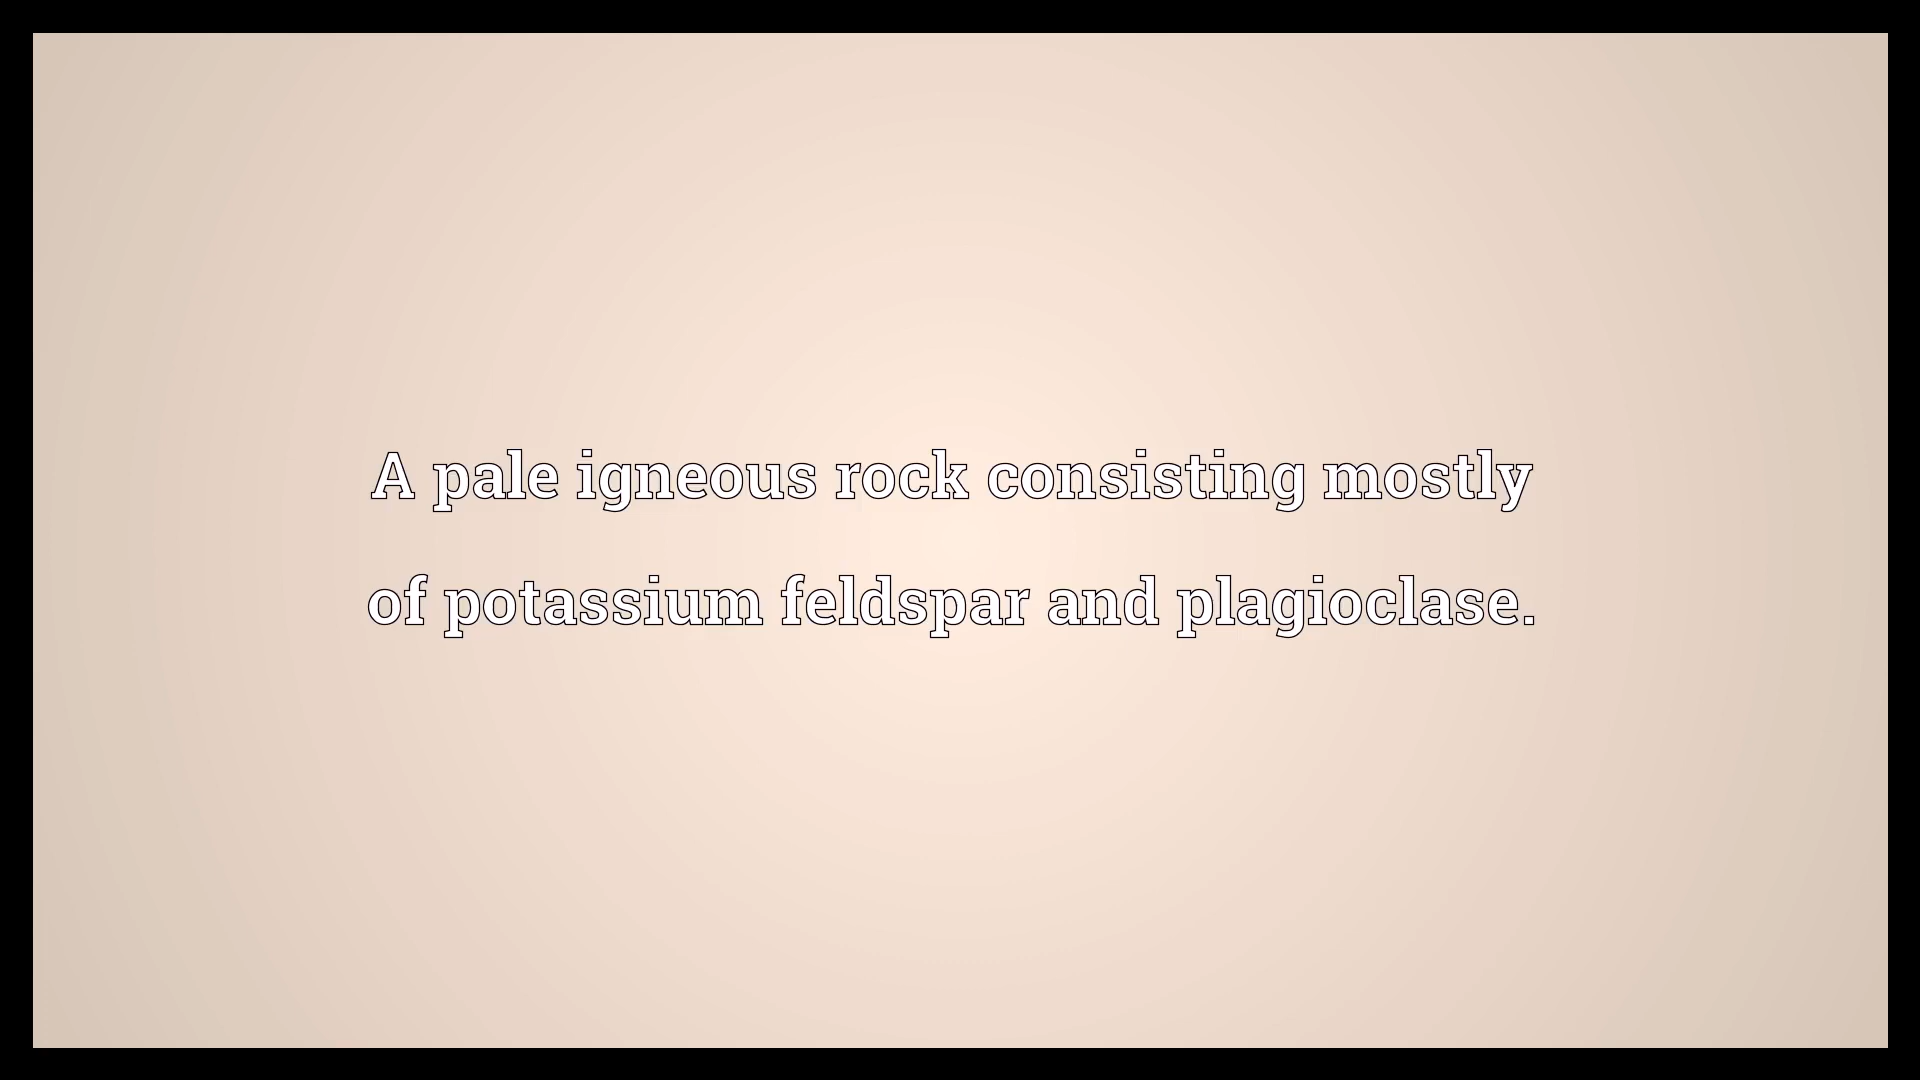 A pale igneous rock consisting mostly
of potassium feldspar and plagioclase.